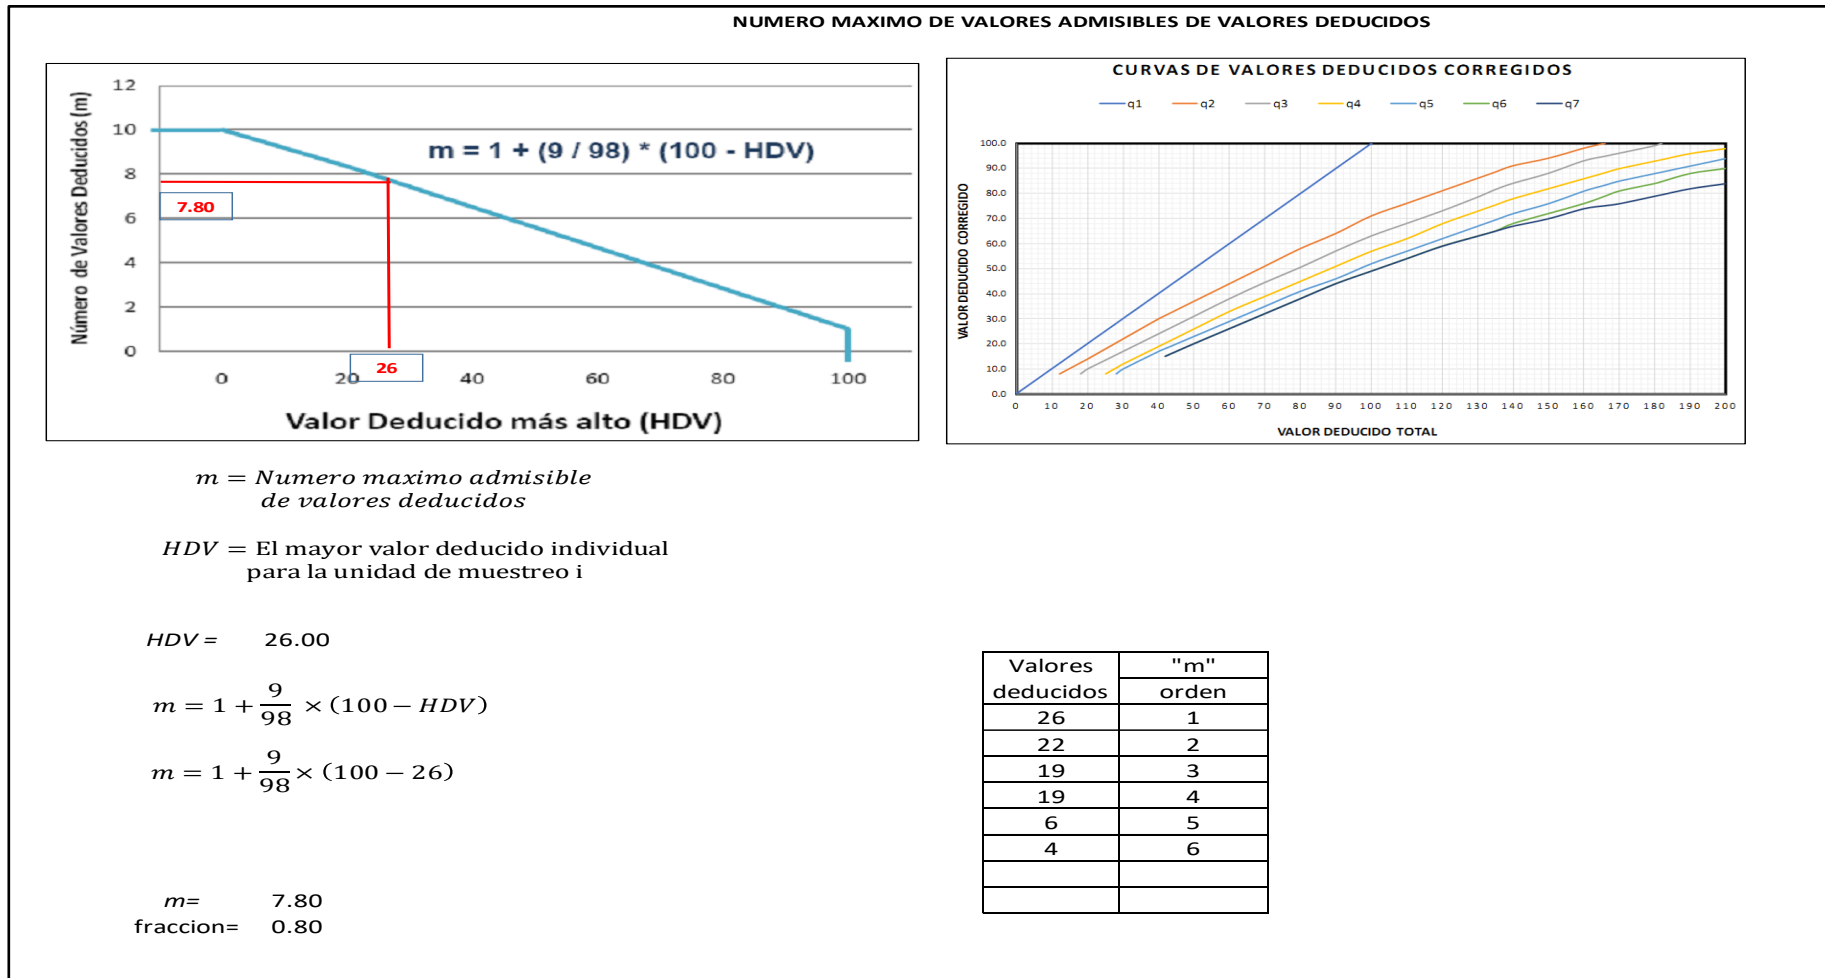 NUMERO MAXIMO DE VALORES ADMISIBLES DE VALORES DEDUCIDOS
Número de Valores Deducidos (m)
12
10
8
6
4
2
0
m = 1 + (9 / 98) * (100 - HDV)
7.80
26
0
20
40
60
80
100
Valor Deducido más alto (HDV)
CURVAS DE VALORES DEDUCIDOS CORREGIDOS
q1 q2 q3 q4 q5 q6 q7
VALOR DEDUCIDO CORREGIDO
100.0
90.0
80.0
70.0
60.0
50.0
40.0
30.0
20.0
10.0
0.0
0 10 20 30 40 50 60 70 80 90 100 110 120 130 140 150 160 170 180 190 200
VALOR DEDUCIDO TOTAL
m = Numero maximo admisible
de valores deducidos
HDV = El mayor valor deducido individual
para la unidad de muestreo i
HDV = 26.00
m = 1 + 9/98 × (100 − HDV)
m = 1 + 9/98 × (100 − 26)
m= 7.80
fraccion= 0.80
Valores deducidos "m" orden
26 1
22 2
19 3
19 4
6 5
4 6